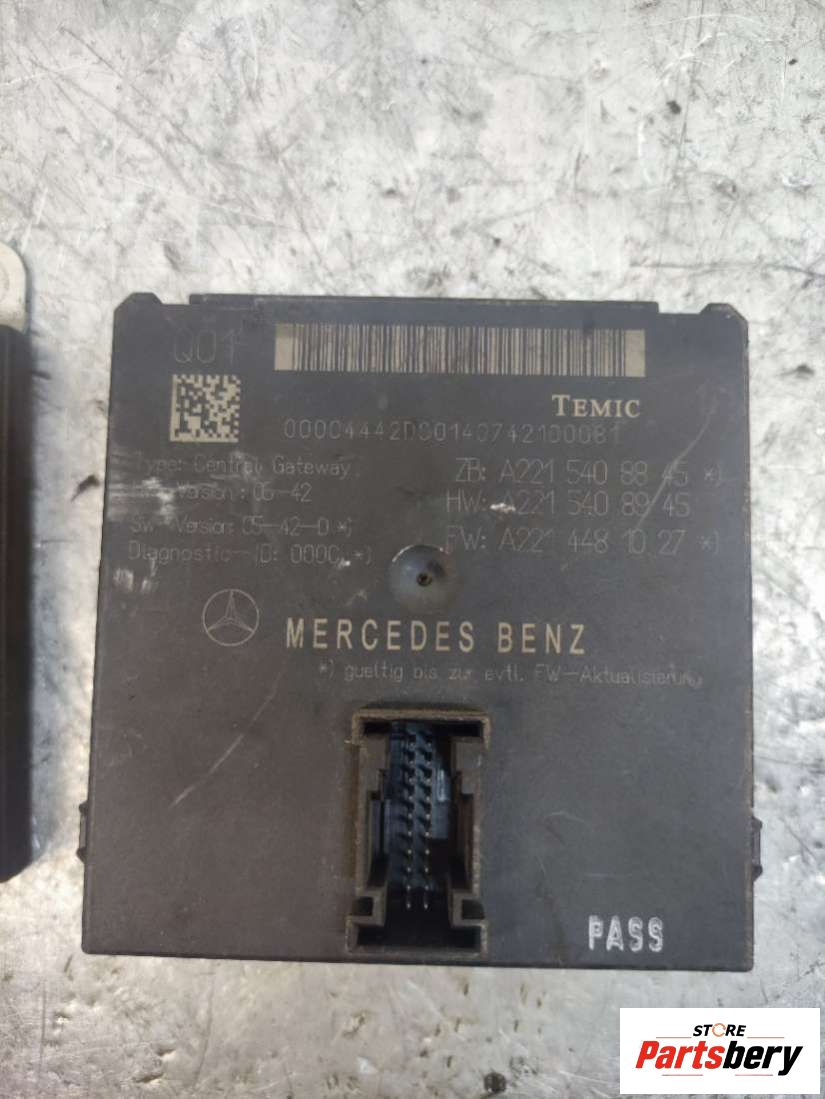 Q01
TEMIC
Type: Central Gateway
ZB: A221 540 88 45 *)
Version: 06-42
HW: A221 540 89 45
Sw-Version: 05-42-0 *)
FW: A221 448 10 27 *)
Diagnostic-ID: *)
MERCEDES BENZ
*) gueltig bis zur evtl. FW-Aktualisierung
PASS
STORE
Partsbery